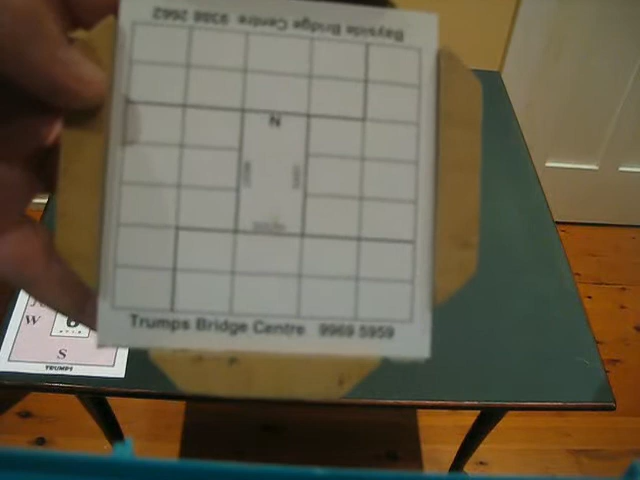 Bayside Bridge Centre 9388 2662
N
Trumps Bridge Centre 9969 5959
W
S
TRUMPS